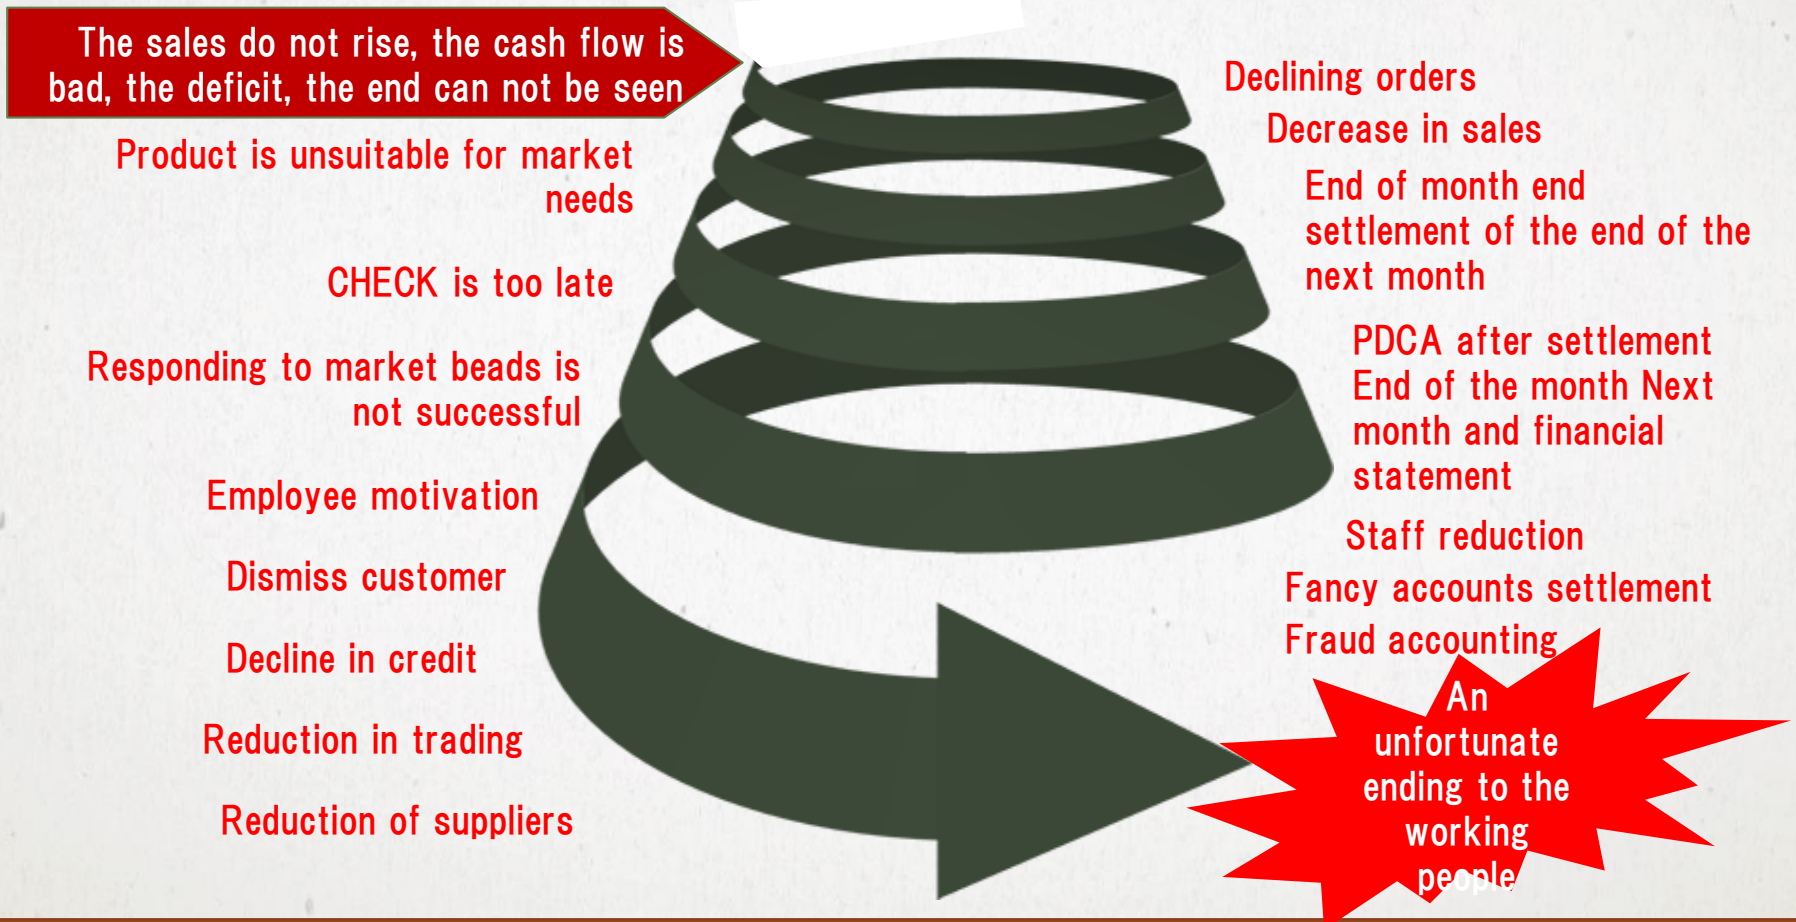 The sales do not rise, the cash flow is
bad, the deficit, the end can not be seen
Product is unsuitable for market
needs
CHECK is too late
Responding to market beads is
not successful
Employee motivation
Dismiss customer
Decline in credit
Reduction in trading
Reduction of suppliers
Declining orders
Decrease in sales
End of month end
settlement of the end of the
next month
PDCA after settlement
End of the month Next
month and financial
statement
Staff reduction
Fancy accounts settlement
Fraud accounting
An
unfortunate
ending to the
working
people